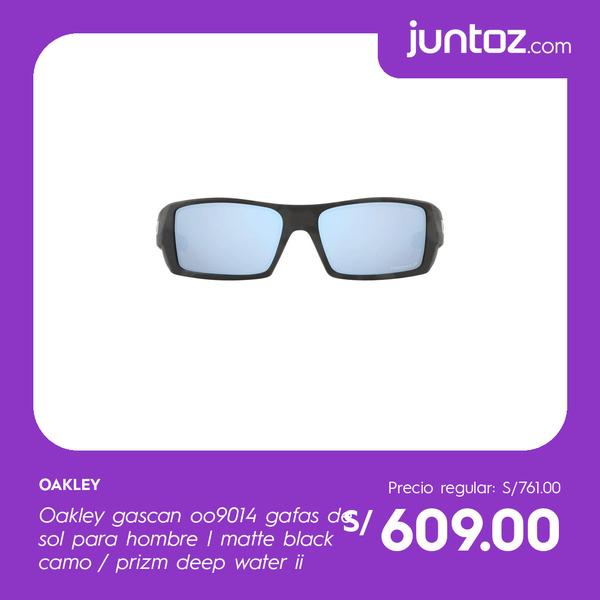 juntoz.com
OAKLEY
Oakley gascan oo9014 gafas de
sol para hombre | matte black
camo / prizm deep water ii
Precio regular: S/761.00
S/ 609.00